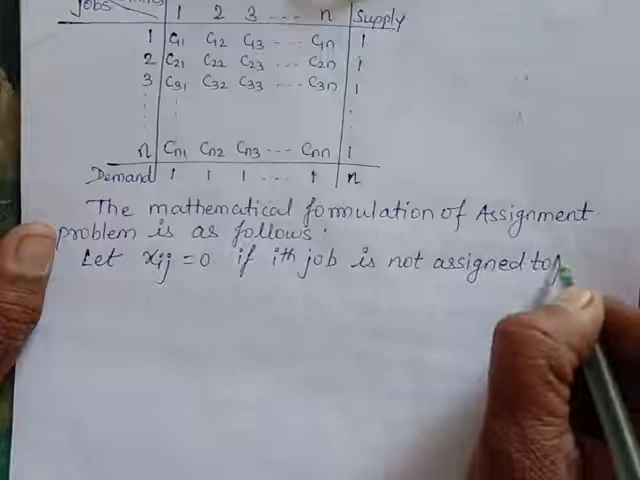 Jobs 1 2 3 .... n Supply
1 C11 C12 C13 .... C1n 1
2 C21 C22 C23 ... C2n 1
3 C31 C32 C33 ... C3n 1
n Cn1 Cn2 Cn3 ... Cnn 1
Demand 1 1 1 ... 1 n
The mathematical formulation of Assignment
problem is as follows:
Let xij = 0 if ith job is not assigned to